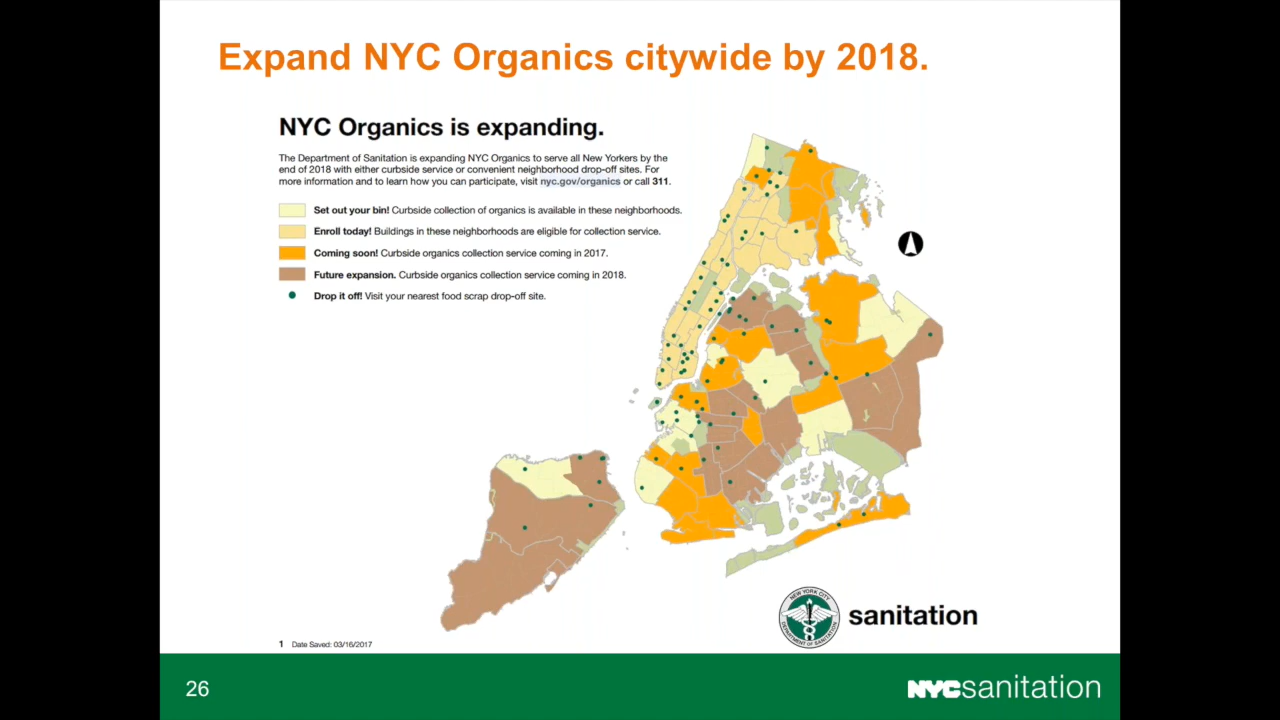 Expand NYC Organics citywide by 2018.
NYC Organics is expanding.
The Department of Sanitation is expanding NYC Organics to serve all New Yorkers by the
end of 2018 with either curbside service or convenient neighborhood drop-off sites. For
more information and to learn how you can participate, visit nyc.gov/organics or call 311.
Set out your bin! Curbside collection of organics is available in these neighborhoods.
Enroll today! Buildings in these neighborhoods are eligible for collection service.
Coming soon! Curbside organics collection service coming in 2017.
Future expansion. Curbside organics collection service coming in 2018.
Drop it off! Visit your nearest food scrap drop-off site.
NEW YORK CITY
DEPARTMENT OF SANITATION
sanitation
1 Date Saved: 03/16/2017
26
NYCsanitation